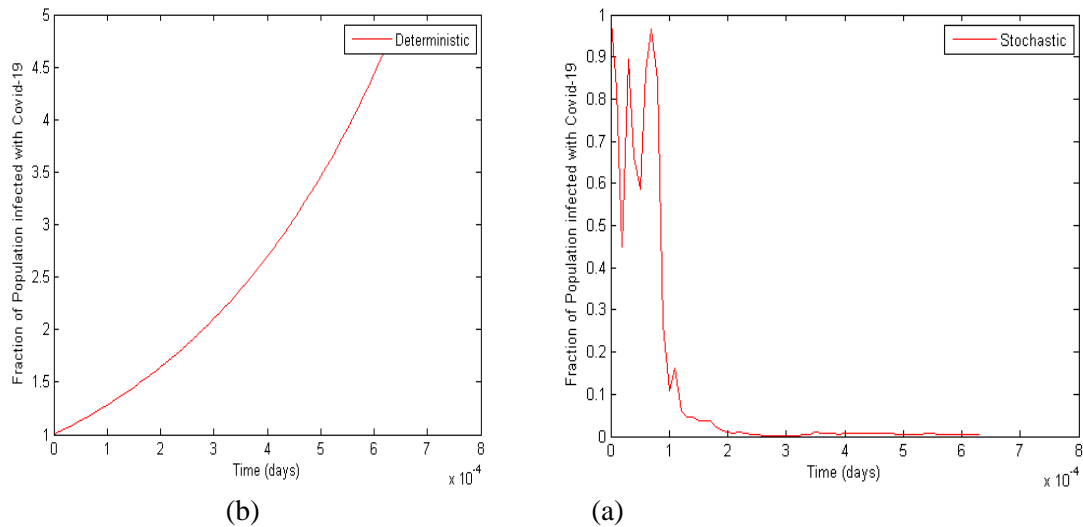 5
4.5
4
3.5
3
2.5
2
1.5
1
Fraction of Population infected with Covid-19
Deterministic
0 1 2 3 4 5 6 7 8
Time (days)
x 10⁻⁴
(b)
1
0.9
0.8
0.7
0.6
0.5
0.4
0.3
0.2
0.1
0
Fraction of Population infected with Covid-19
Stochastic
0 1 2 3 4 5 6 7 8
Time (days)
x 10⁻⁴
(a)